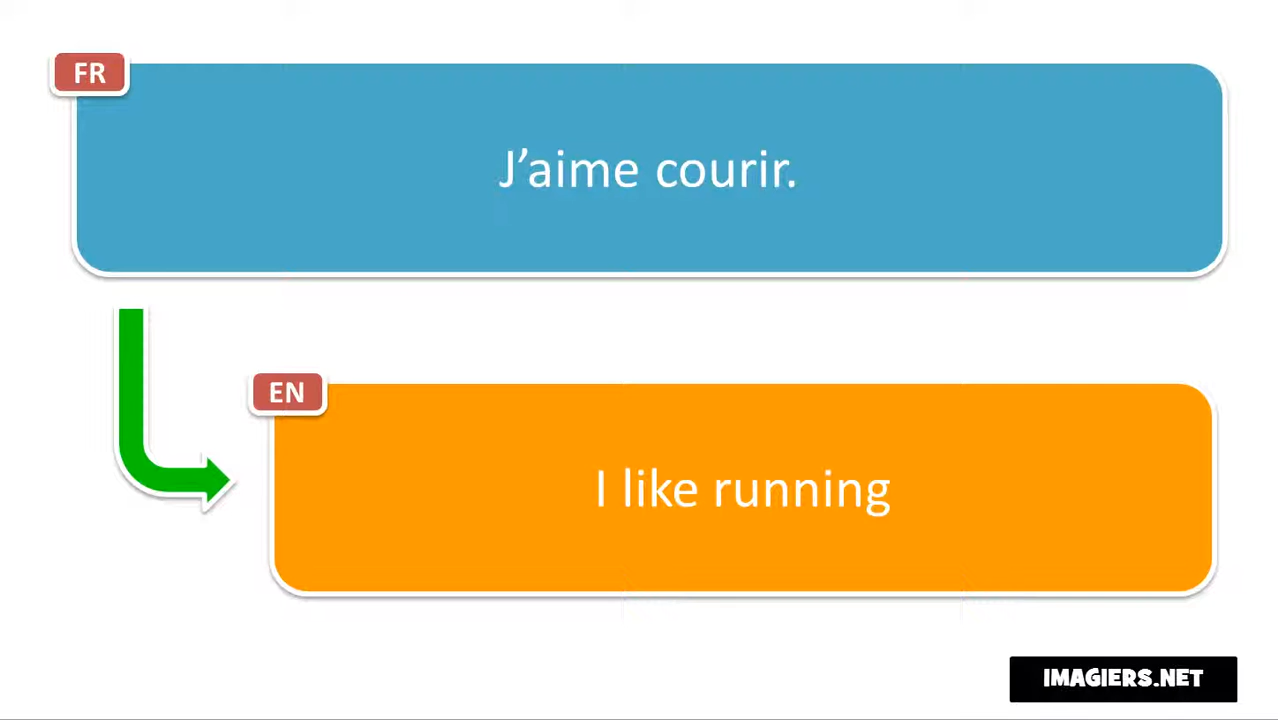 FR
J’aime courir.
EN
I like running
IMAGIERS.NET